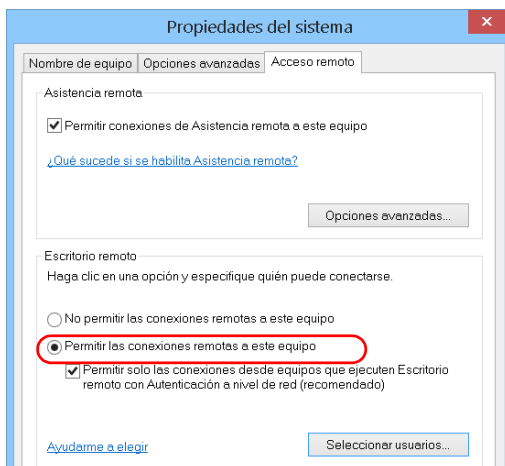 Propiedades del sistema
Nombre de equipo Opciones avanzadas Acceso remoto
Asistencia remota
Permitir conexiones de Asistencia remota a este equipo
¿Qué sucede si se habilita Asistencia remota?
Opciones avanzadas...
Escritorio remoto
Haga clic en una opción y especifique quién puede conectarse.
No permitir las conexiones remotas a este equipo
Permitir las conexiones remotas a este equipo
Permitir solo las conexiones desde equipos que ejecuten Escritorio
remoto con Autenticación a nivel de red (recomendado)
Ayudarme a elegir
Seleccionar usuarios...